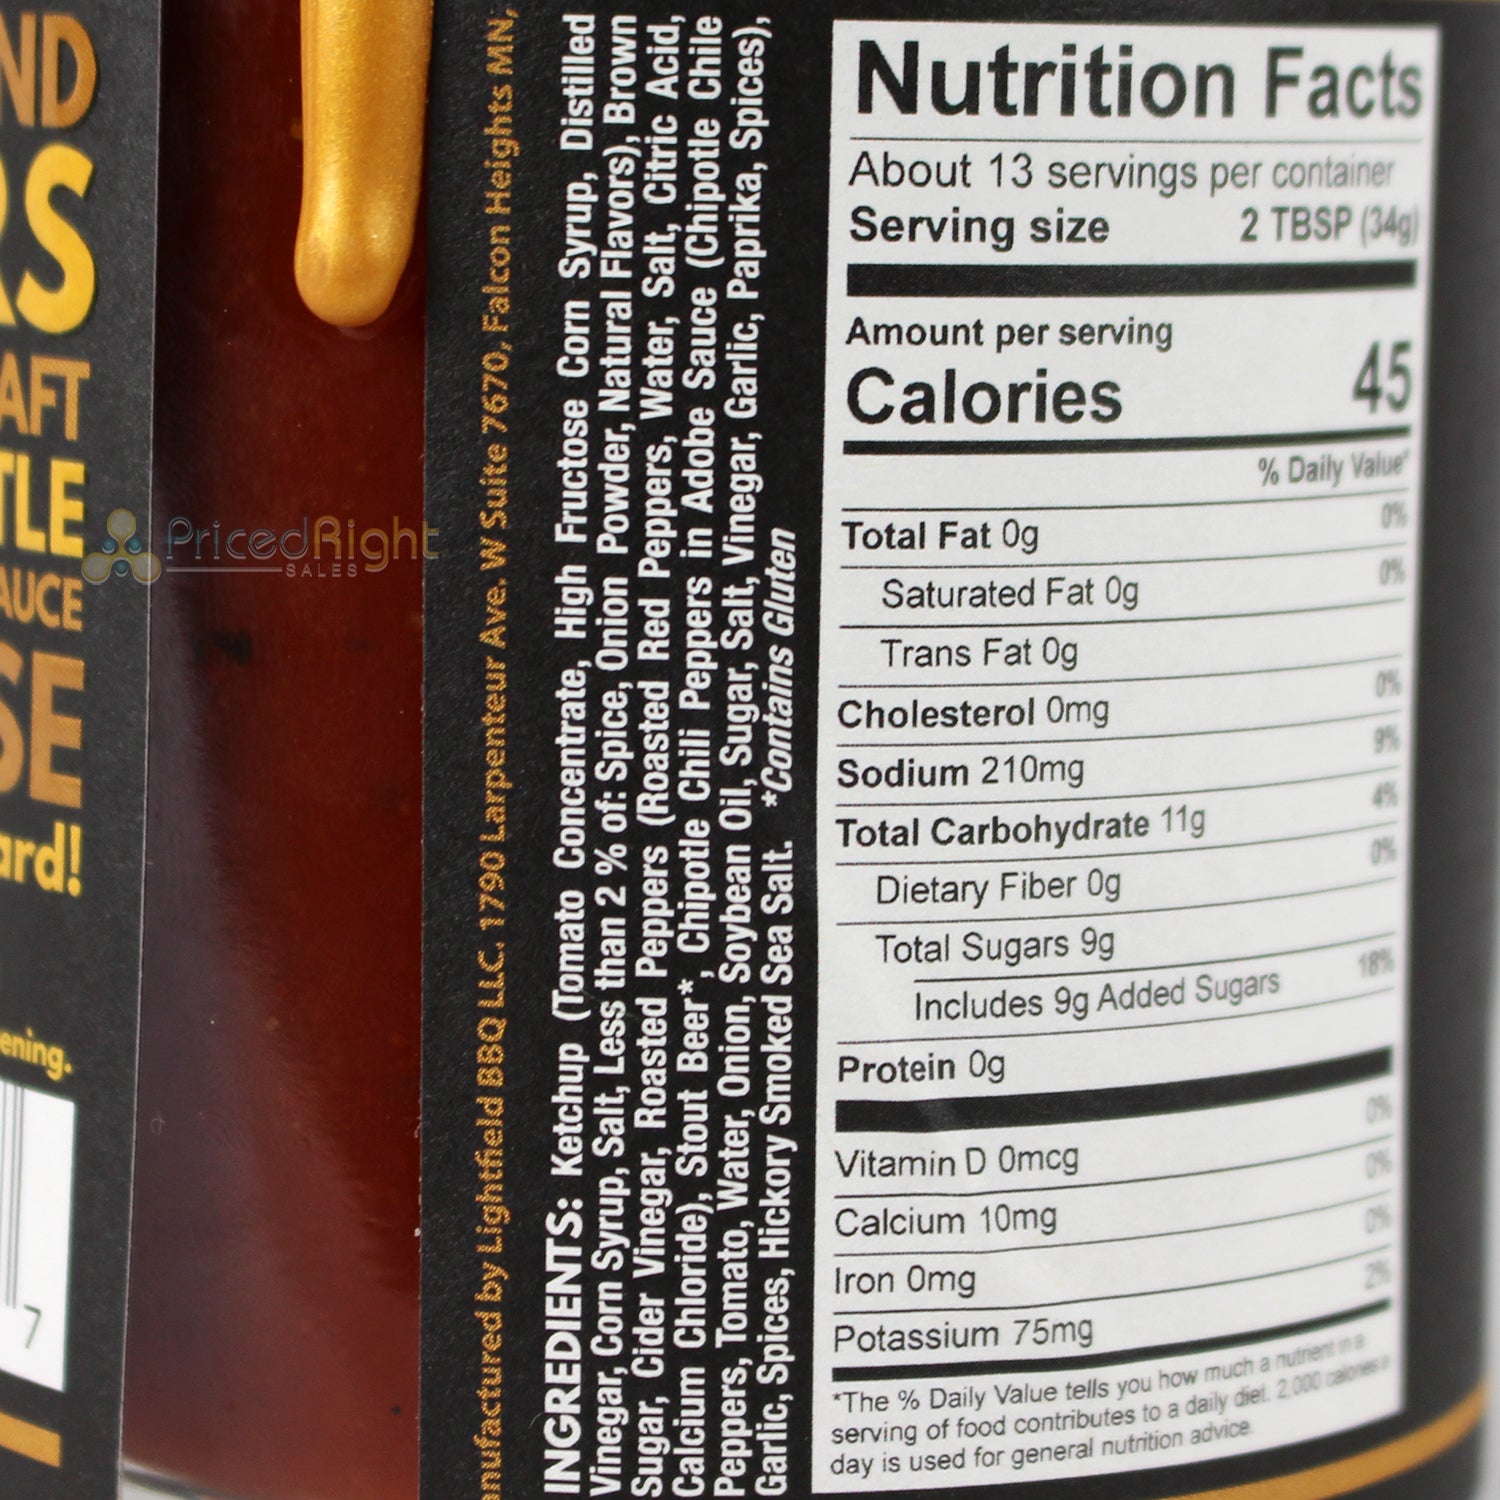 ND
RS
AFT
TLE
AUCE
SE
ard!
ening.
7
PricedRight
SALES
anufactured by Lightfield BBQ LLC. 1790 Larpenteur Ave. W Suite 7670, Falcon Heights MN,
INGREDIENTS: Ketchup (Tomato Concentrate, High Fructose Corn Syrup, Distilled
Vinegar, Corn Syrup, Salt, Less than 2 % of: Spice, Onion Powder, Natural Flavors), Brown
Sugar, Cider Vinegar, Roasted Peppers (Roasted Red Peppers, Water, Salt, Citric Acid,
Calcium Chloride), Stout Beer*, Chipotle Chili Peppers in Adobe Sauce (Chipotle Chile
Peppers, Tomato, Water, Onion, Soybean Oil, Sugar, Salt, Vinegar, Garlic, Paprika, Spices),
Garlic, Spices, Hickory Smoked Sea Salt. *Contains Gluten
Nutrition Facts
About 13 servings per container
Serving size 2 TBSP (34g)
Amount per serving
Calories 45
% Daily Value*
Total Fat 0g 0%
Saturated Fat 0g 0%
Trans Fat 0g
Cholesterol 0mg 0%
Sodium 210mg 9%
Total Carbohydrate 11g 4%
Dietary Fiber 0g 0%
Total Sugars 9g
Includes 9g Added Sugars 18%
Protein 0g
Vitamin D 0mcg 0%
Calcium 10mg 0%
Iron 0mg 0%
Potassium 75mg 2%
*The % Daily Value tells you how much a nutrient in a
serving of food contributes to a daily diet. 2,000 calories a
day is used for general nutrition advice.